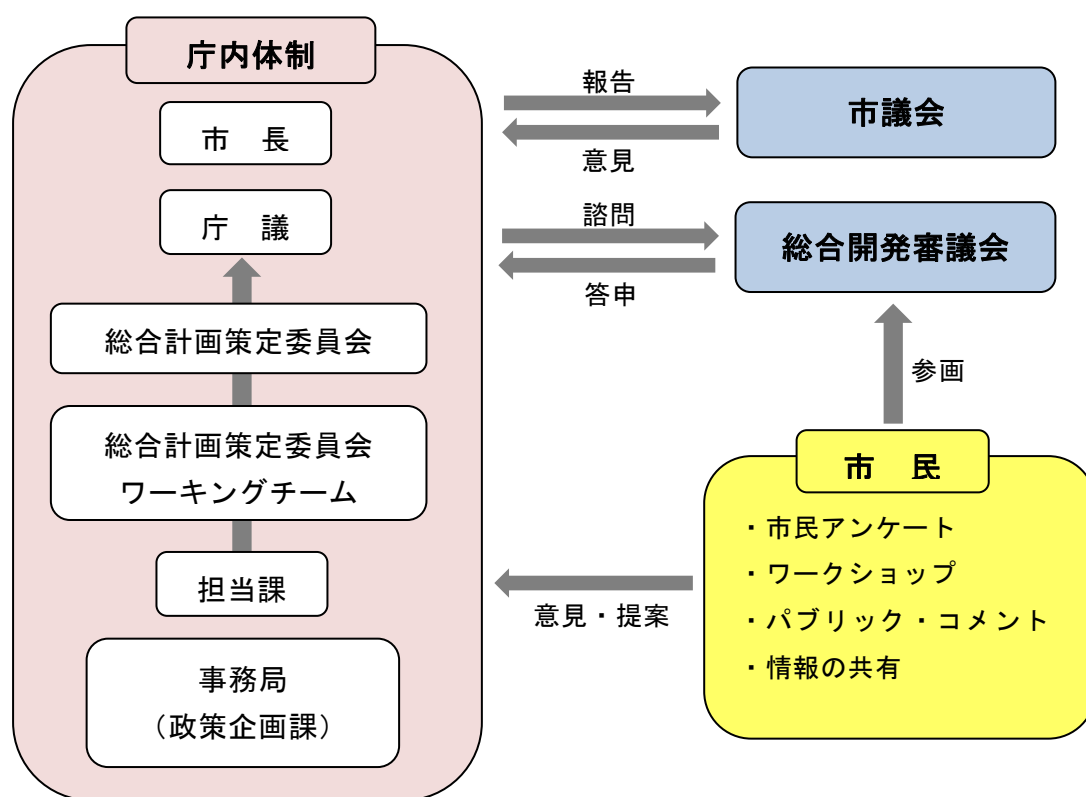 庁内体制
市　長
庁　議
総合計画策定委員会
総合計画策定委員会
ワーキングチーム
担当課
事務局
（政策企画課）
報告
意見
市議会
諮問
答申
総合開発審議会
参画
市　民
・市民アンケート
・ワークショップ
・パブリック・コメント
・情報の共有
意見・提案